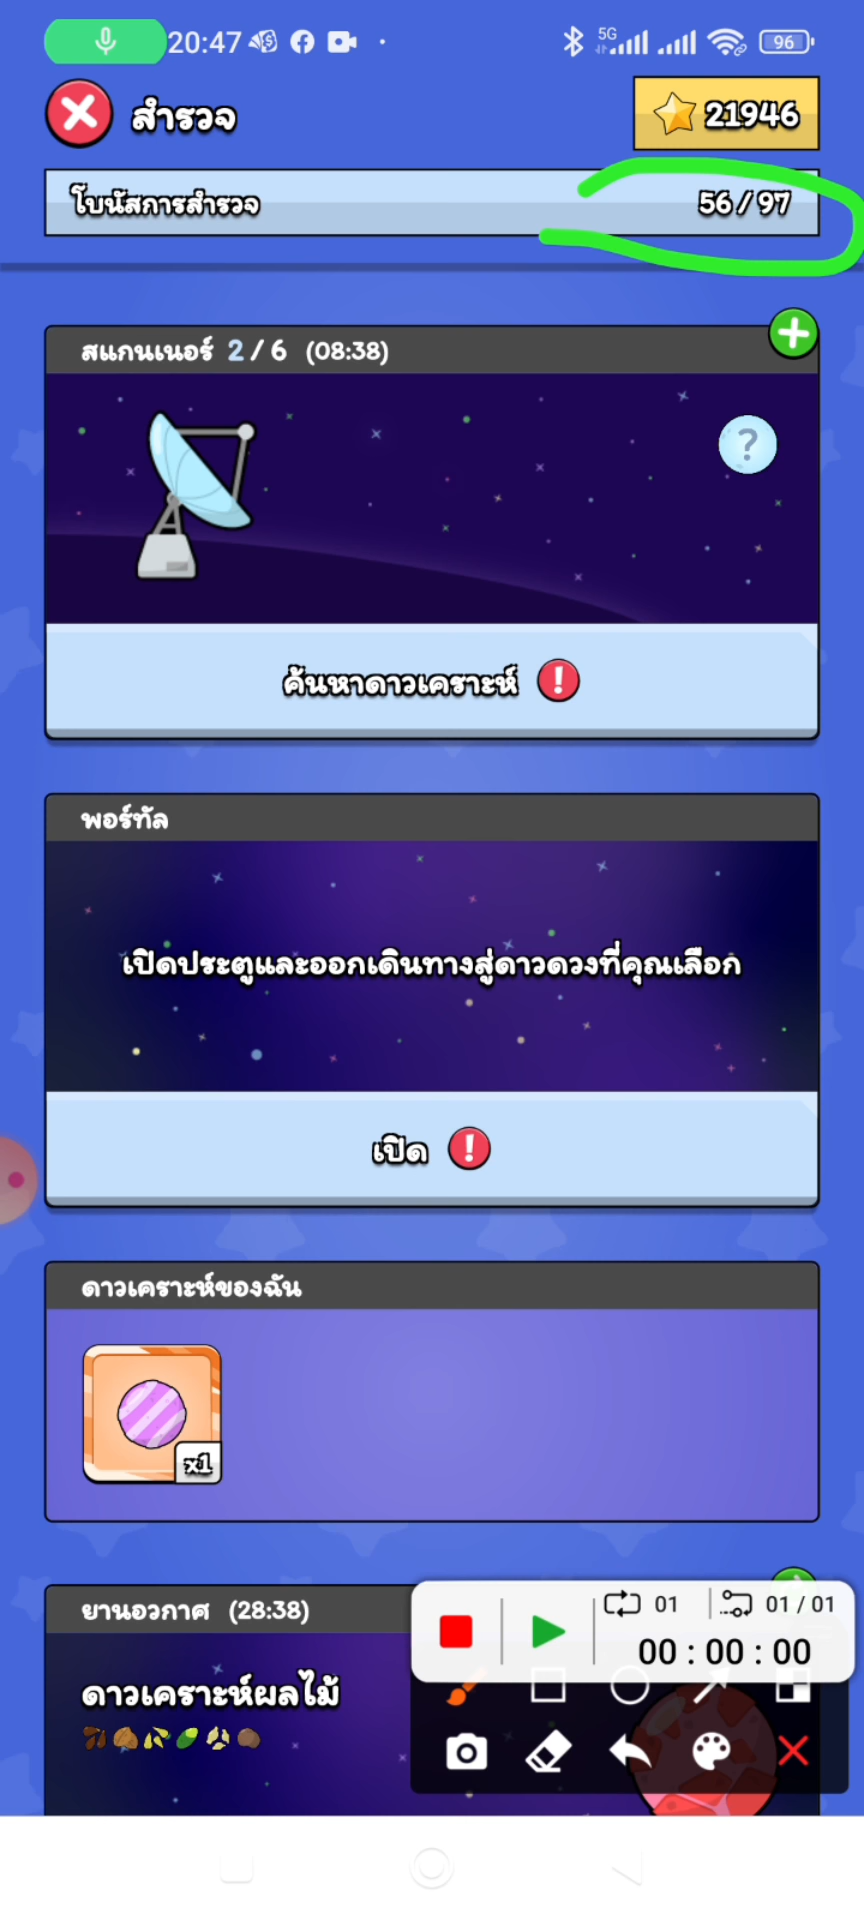 20:47
5G
96
สำรวจ
21946
โบนัสการสำรวจ 56/97
สแกนเนอร์ 2/6 (08:38)
?
ค้นหาดาวเคราะห์ !
พอร์ทัล
เปิดประตูและออกเดินทางสู่ดาวดวงที่คุณเลือก
เปิด !
ดาวเคราะห์ของฉัน
x1
ยานอวกาศ (28:38)
01 01 / 01
00 : 00 : 00
ดาวเคราะห์ผลไม้